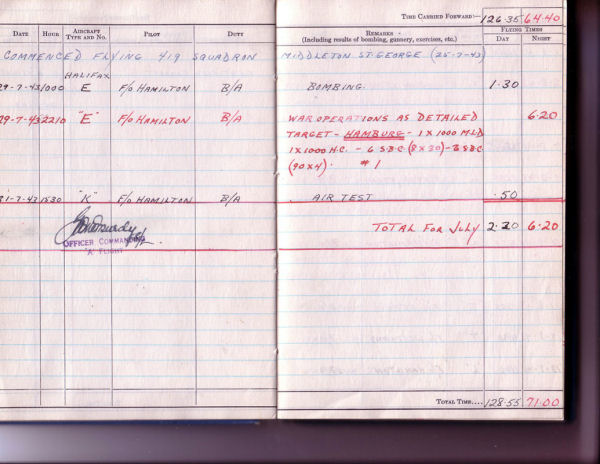 TIME CARRIED FORWARD:— 126.35 64.40
DATE HOUR AIRCRAFT TYPE AND NO. PILOT DUTY REMARKS (Including results of bombing, gunnery, exercises, etc.) FLYING TIMES DAY NIGHT
COMMENCED FLYING 419 SQUADRON MIDDLETON ST. GEORGE (25-7-43)
HALIFAX
29-7-43 1000 E F/O HAMILTON B/A BOMBING. 1.30
29-7-43 2210 "E" F/O HAMILTON B/A WAR OPERATIONS AS DETAILED 6.20
TARGET - HAMBURG - 1 X 1000 M.L.D
1 X 1000 H.C. - 6 S.B.C. (8 X 30) - 8 S.B.C.
(90 X 4). #1
31-7-43 1530 "K" F/O HAMILTON B/A AIR TEST .50
OFFICER COMMANDING
'A' FLIGHT
TOTAL FOR JULY 2.20 6.20
TOTAL TIME.... 128.55 71.00